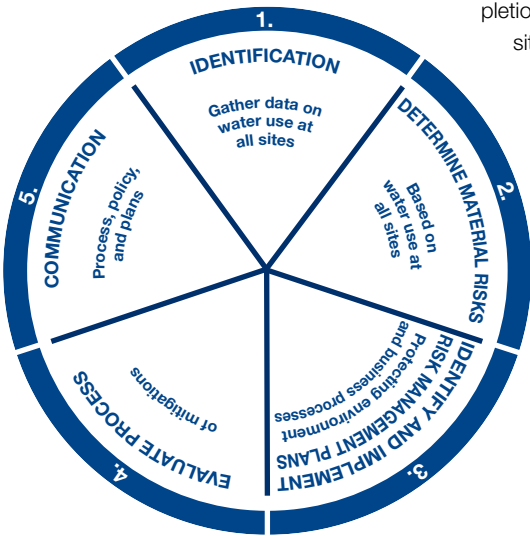 pletio
sit
1.
IDENTIFICATION
Gather data on
water use at
all sites
2.
DETERMINE MATERIAL RISKS
Based on
water use at
all sites
3.
IDENTIFY AND IMPLEMENT
RISK MANAGEMENT PLANS
Protecting environment
and business processes
4.
EVALUATE PROCESS
of mitigations
5.
COMMUNICATION
Process, policy,
and plans